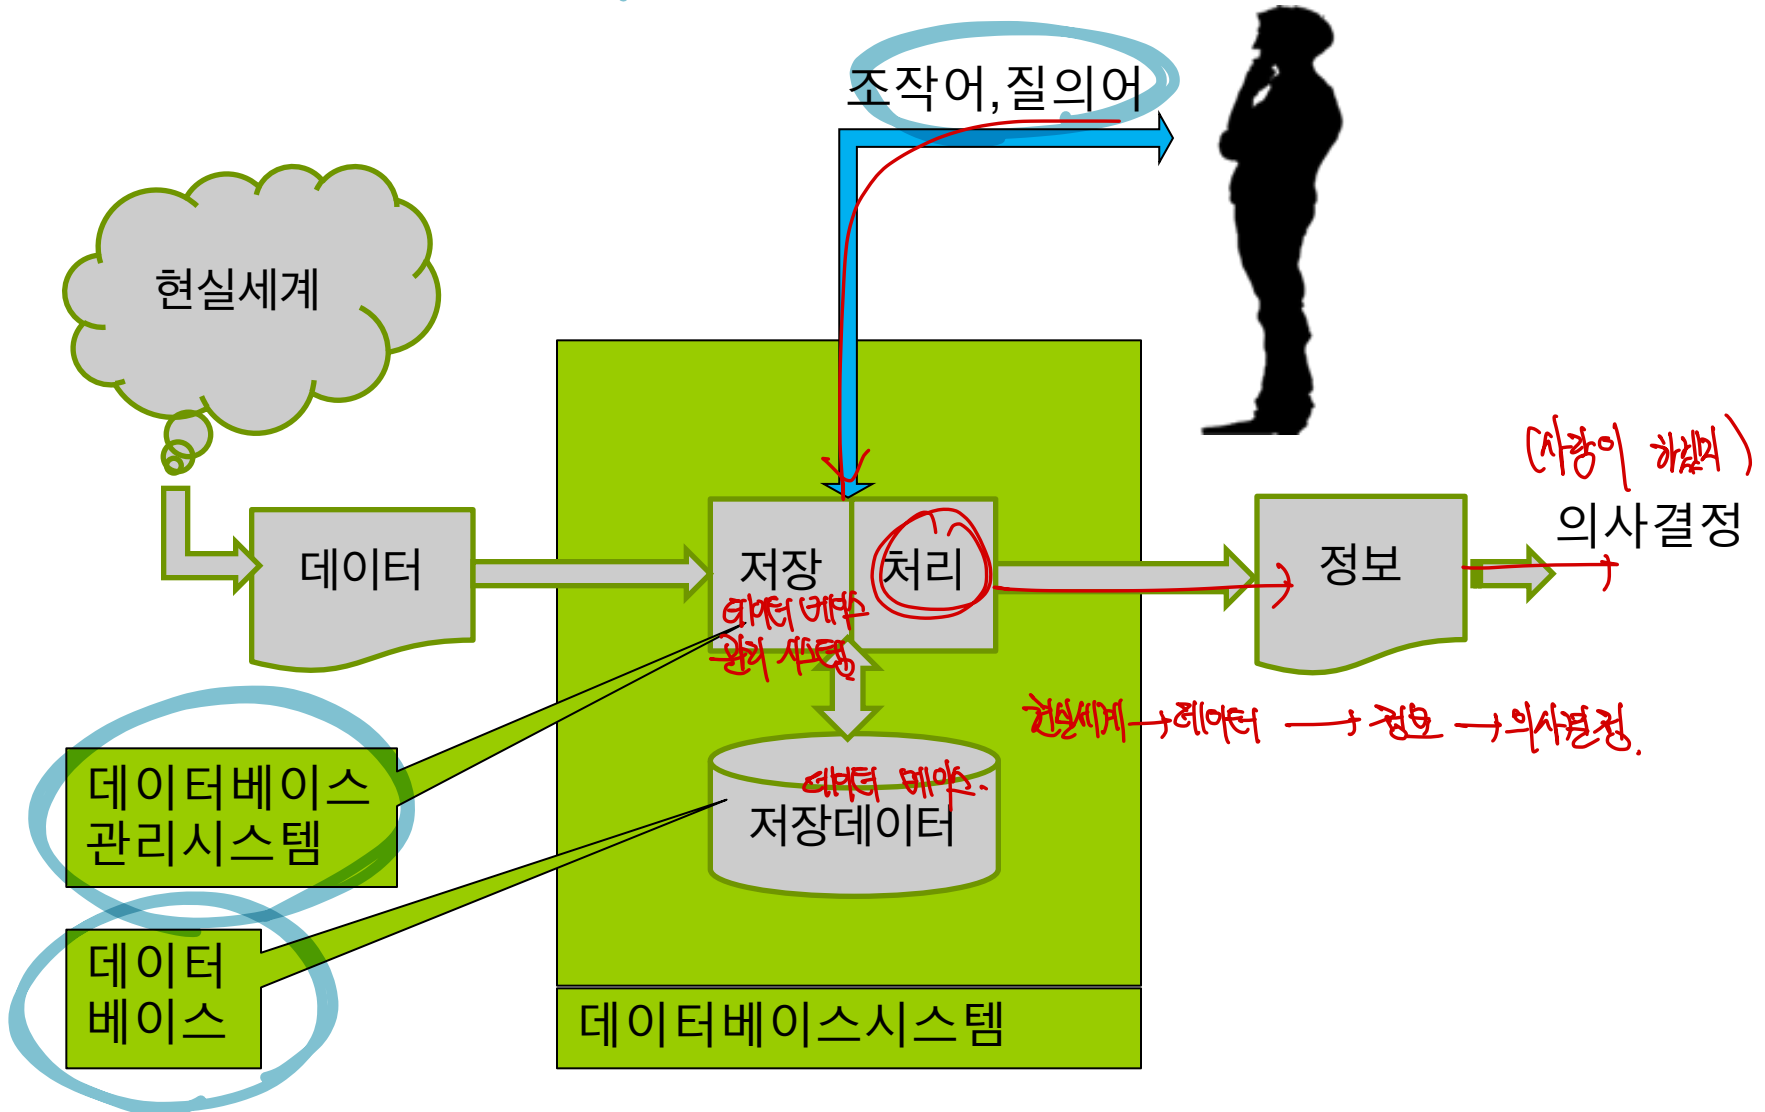 조작어,질의어
현실세계
(사람이
의사결정
데이터
저장
처리
정보
데이터 베이스
관리 시스템
현실세계 → 데이터 → 정보 → 의사결정.
데이터베이스
관리시스템
데이터 베이스.
저장데이터
데이터
베이스
데이터베이스시스템